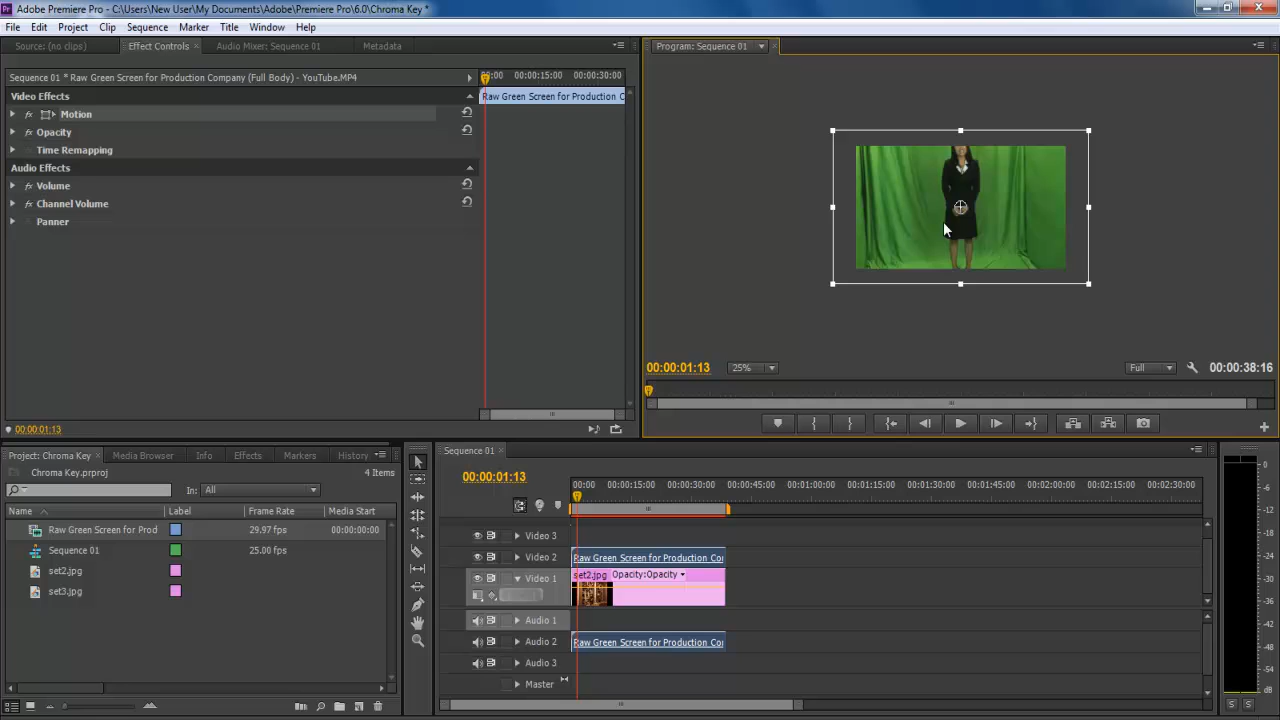 Adobe Premiere Pro - C:\Users\New User\My Documents\Adobe\Premiere Pro\6.0\Chroma Key *
File Edit Project Clip Sequence Marker Title Window Help
Source: (no clips) Effect Controls Audio Mixer: Sequence 01 Metadata
Program: Sequence 01
Sequence 01 * Raw Green Screen for Production Company (Full Body) - YouTube.MP4
:00 00:00:15:00 00:00:30:00
Video Effects
Raw Green Screen for Production C
fx Motion
fx Opacity
Time Remapping
Audio Effects
fx Volume
fx Channel Volume
Panner
00:00:01:13 25% Full 00:00:38:16
00:00:01:13
Project: Chroma Key Media Browser Info Effects Markers History
Chroma Key.prproj 4 Items
In: All
Name Label Frame Rate Media Start
Raw Green Screen for Prod 29.97 fps 00:00:00:00
Sequence 01 25.00 fps
set2.jpg
set3.jpg
Sequence 01
00:00:01:13
:00:00 00:00:15:00 00:00:30:00 00:00:45:00 00:01:00:00 00:01:15:00 00:01:30:00 00:01:45:00 00:02:00:00 00:02:15:00 00:02:30:00
Video 3
Video 2 Raw Green Screen for Production Co
Video 1 set2.jpg Opacity:Opacity
Audio 1
Audio 2 Raw Green Screen for Production Co
Audio 3
Master
0
-6
-12
-18
-24
-30
-36
-42
-48
-54
dB
S S